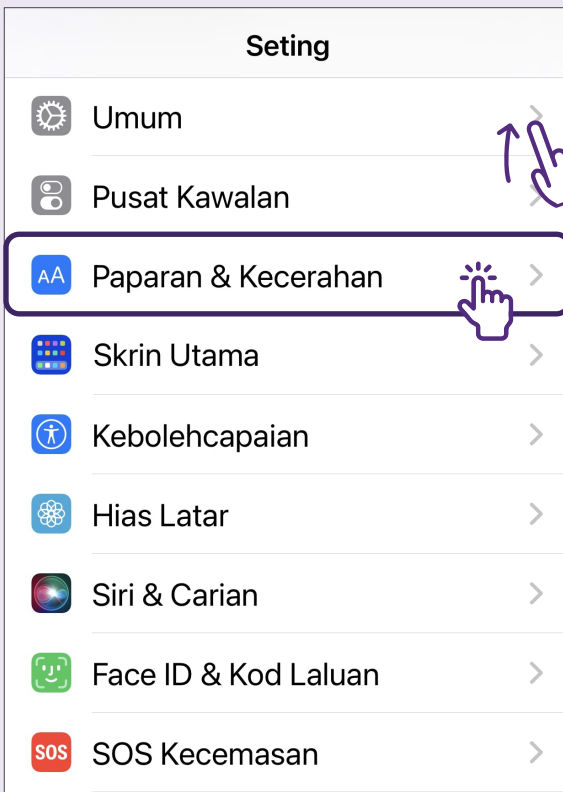 Seting
Umum
Pusat Kawalan
AA Paparan & Kecerahan
Skrin Utama
Kebolehcapaian
Hias Latar
Siri & Carian
Face ID & Kod Laluan
SOS SOS Kecemasan